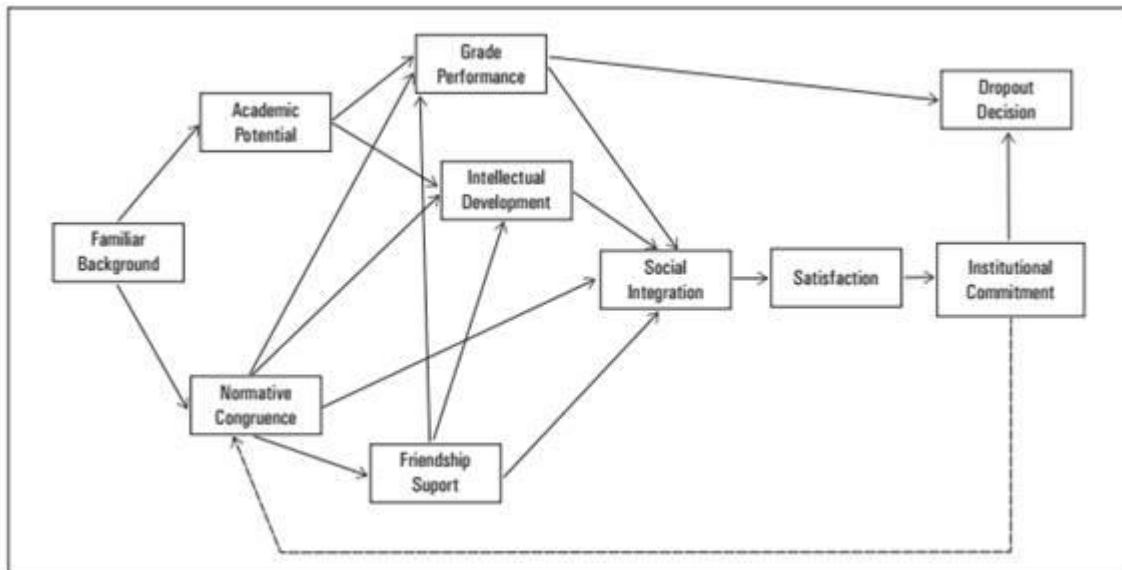 Grade
Performance
Dropout
Decision
Academic
Potential
Intellectual
Development
Familiar
Background
Social
Integration
Satisfaction
Institutional
Commitment
Normative
Congruence
Friendship
Suport